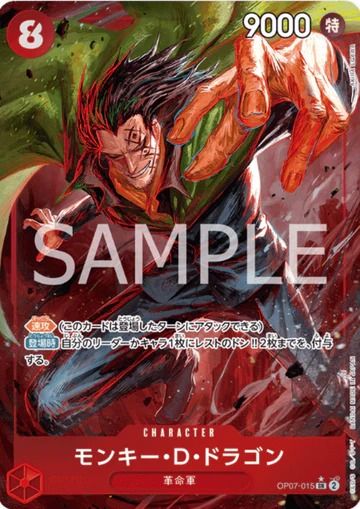 8
9000
特
SAMPLE
速攻 (このカードは登場したターンにアタックできる)
登場時 自分のリーダーかキャラ1枚にレストのドン!!2枚までを、付与
する。
CHARACTER
モンキー・D・ドラゴン
革命軍
OP07-015 SR 2